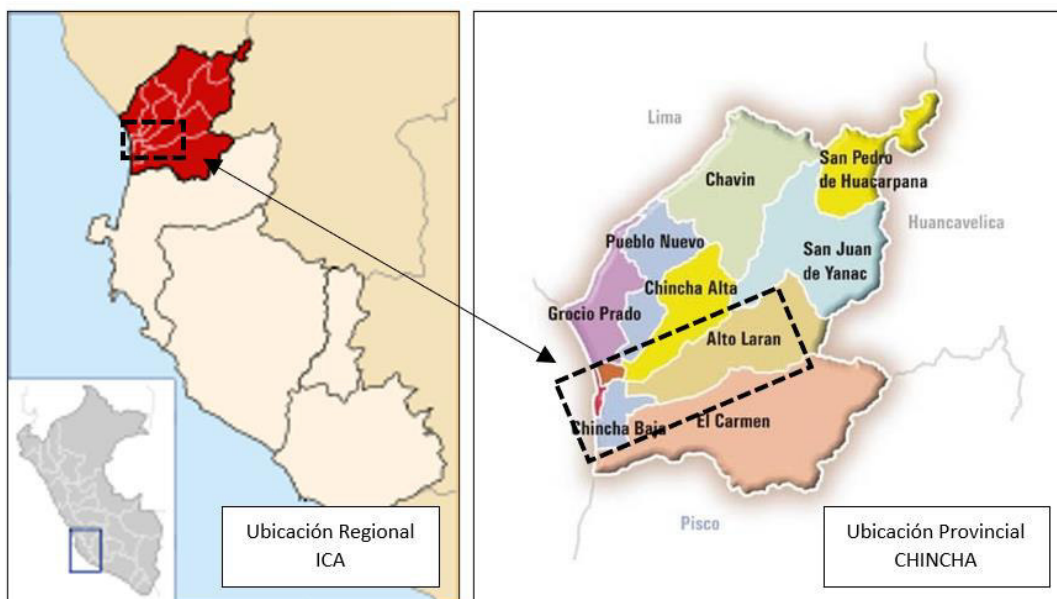 Ubicación Regional
ICA
Lima
Chavin
San Pedro
de Huacarpana
Huancavelica
Pueblo Nuevo
San Juan
de Yanac
Chincha Alta
Grocio Prado
Alto Laran
Chincha Baja
El Carmen
Pisco
Ubicación Provincial
CHINCHA